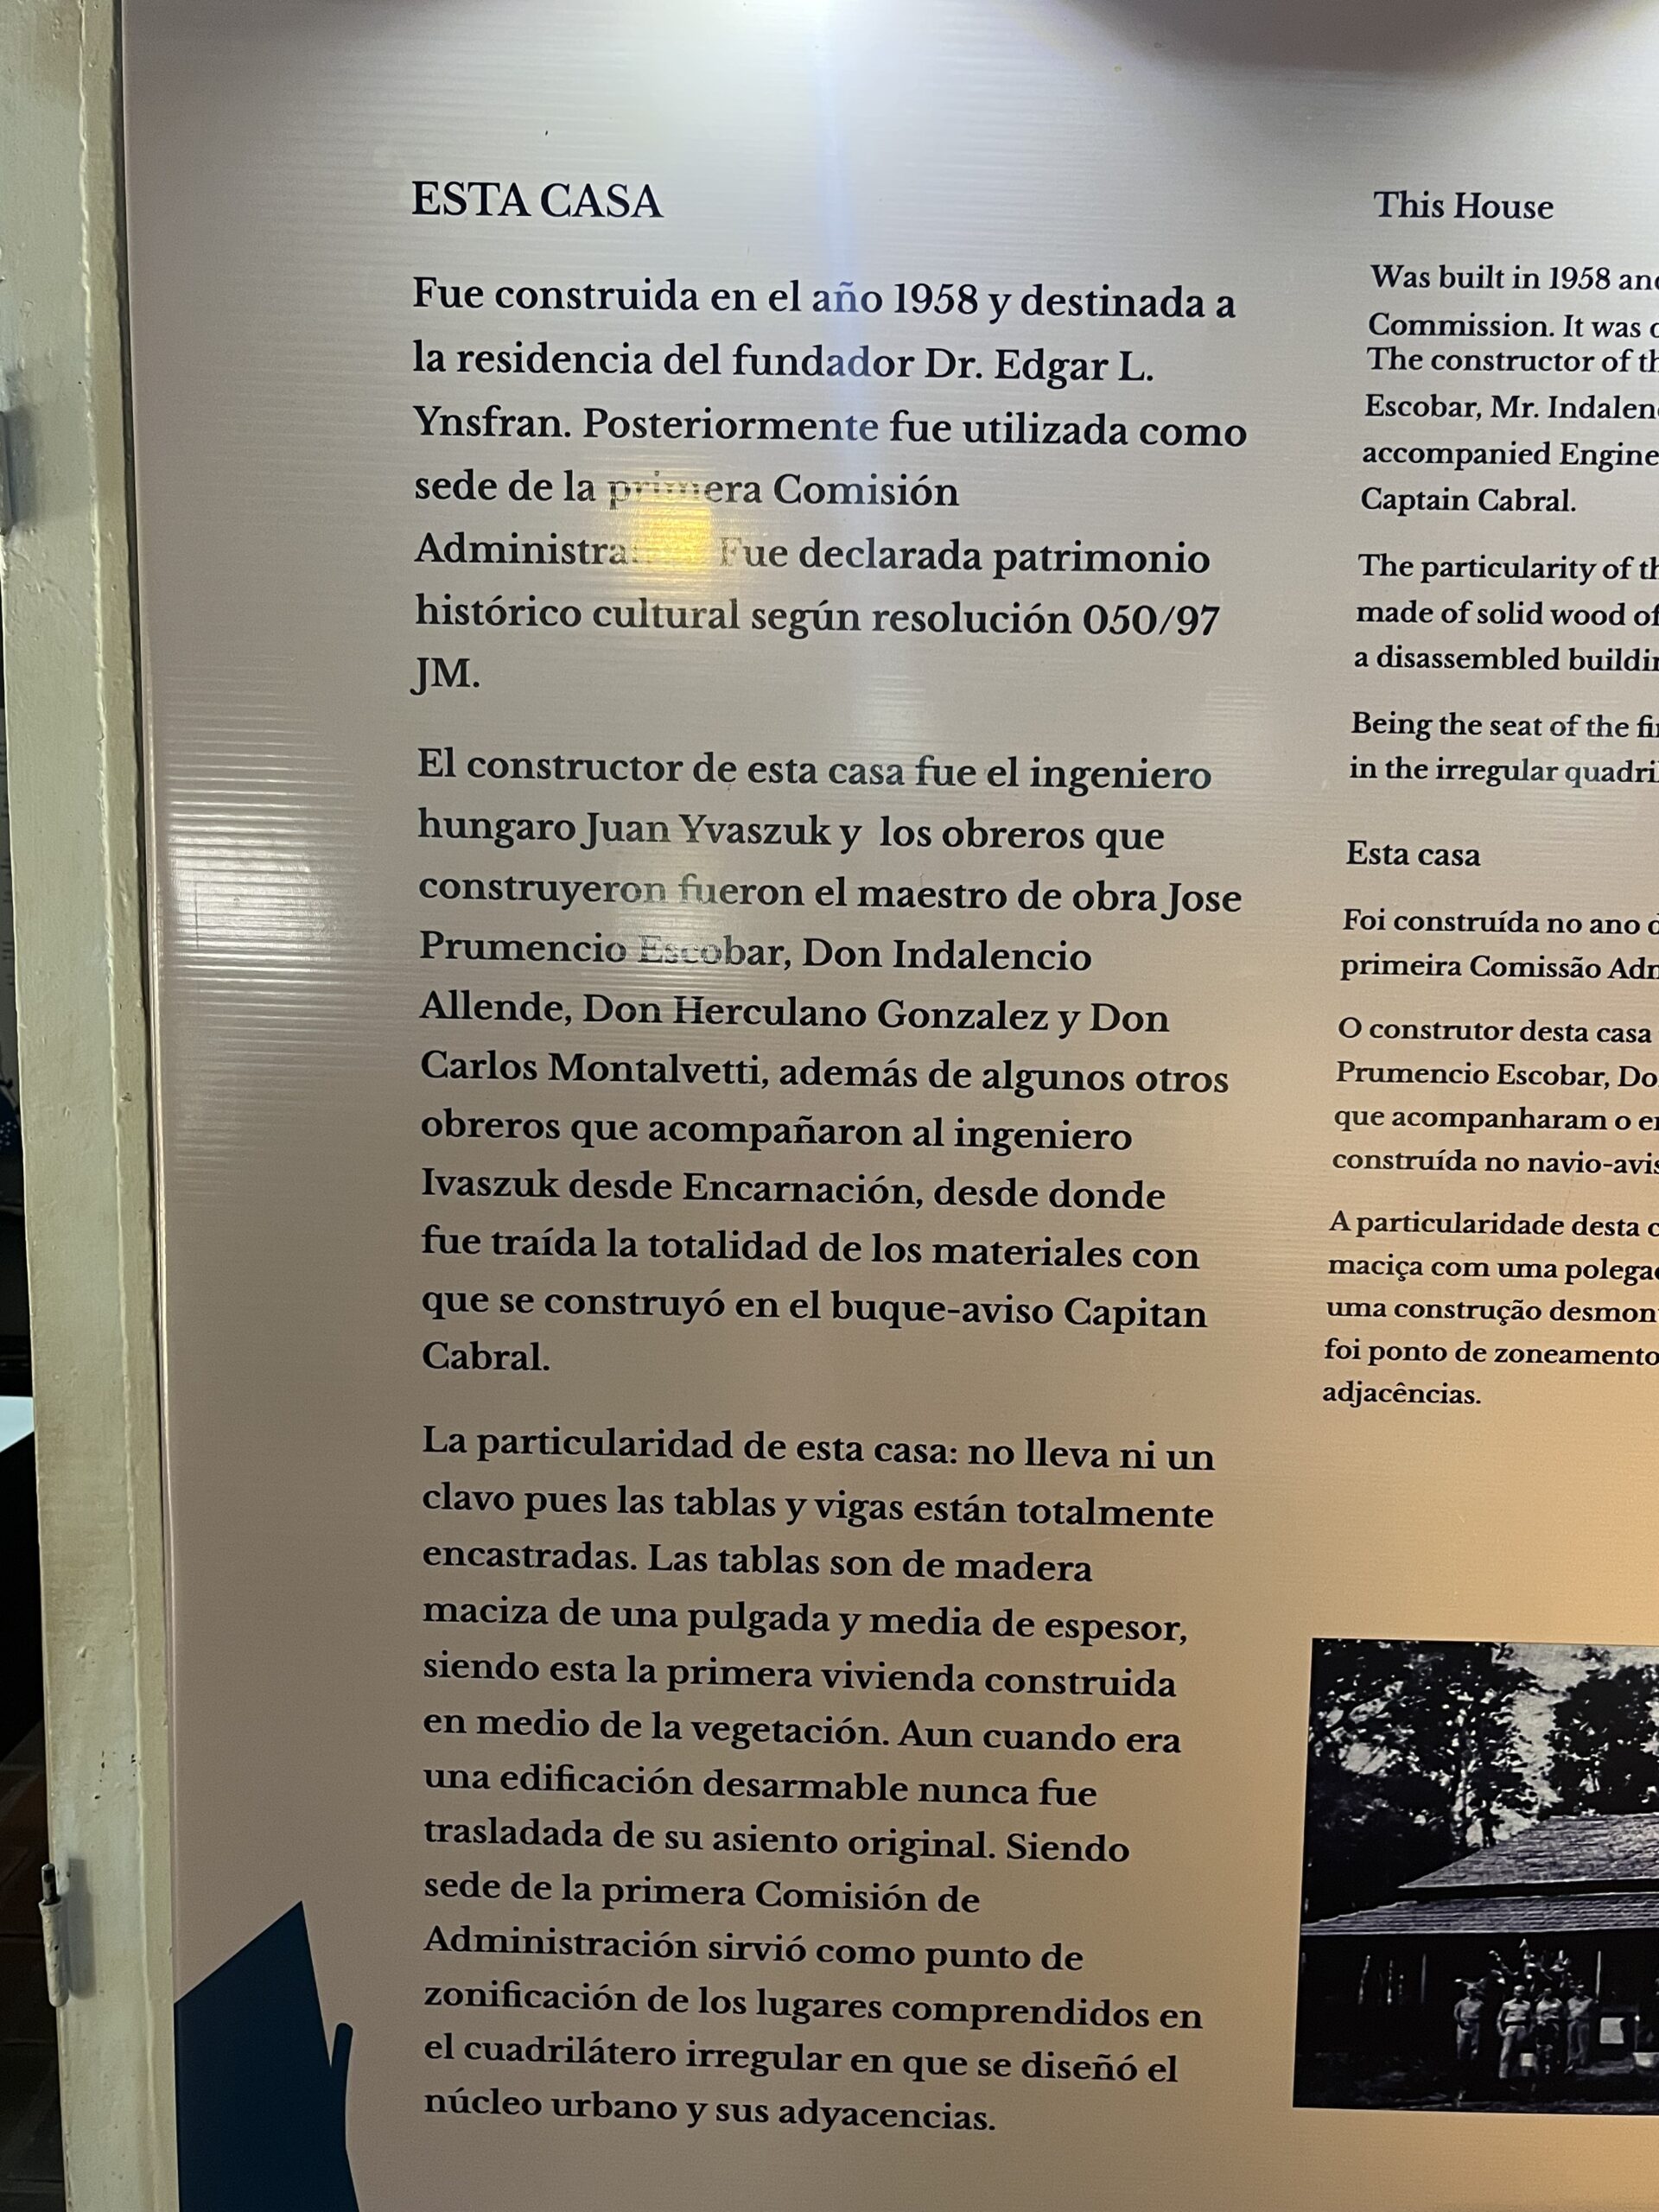 ESTA CASA
Fue construida en el año 1958 y destinada a
la residencia del fundador Dr. Edgar L.
Ynsfran. Posteriormente fue utilizada como
sede de la primera Comisión
Fue declarada patrimonio
histórico cultural según resolución 050/97
JM.
El constructor de esta casa fue el ingeniero
hungaro Juan Yvaszuk y los obreros que
construyeron fueron el maestro de obra Jose
Prumencio Escobar, Don Indalencio
Allende, Don Herculano Gonzalez y Don
Carlos Montalvetti, además de algunos otros
obreros que acompañaron al ingeniero
Ivaszuk desde Encarnación, desde donde
fue traída la totalidad de los materiales con
que se construyó en el buque-aviso Capitan
Cabral.
La particularidad de esta casa: no lleva ni un
clavo pues las tablas y vigas están totalmente
encastradas. Las tablas son de madera
maciza de una pulgada y media de espesor,
siendo esta la primera vivienda construida
en medio de la vegetación. Aun cuando era
una edificación desarmable nunca fue
trasladada de su asiento original. Siendo
sede de la primera Comisión de
Administración sirvió como punto de
zonificación de los lugares comprendidos en
el cuadrilátero irregular en que se diseñó el
núcleo urbano y sus adyacencias.
This House
Was built in 1958
Commission. It was
The constructor of
Escobar, Mr.
accompanied
Captain Cabral.
The particularity of
made of solid wood of
a disassembled
Being the seat of the
in the irregular
Esta casa
Foi construída no ano
primeira Comissão
O construtor desta casa
Prumencio Escobar,
que acompanharam o
construída no
A particularidade desta
maciça com uma
uma construção
foi ponto de zoneamento
adjacências.